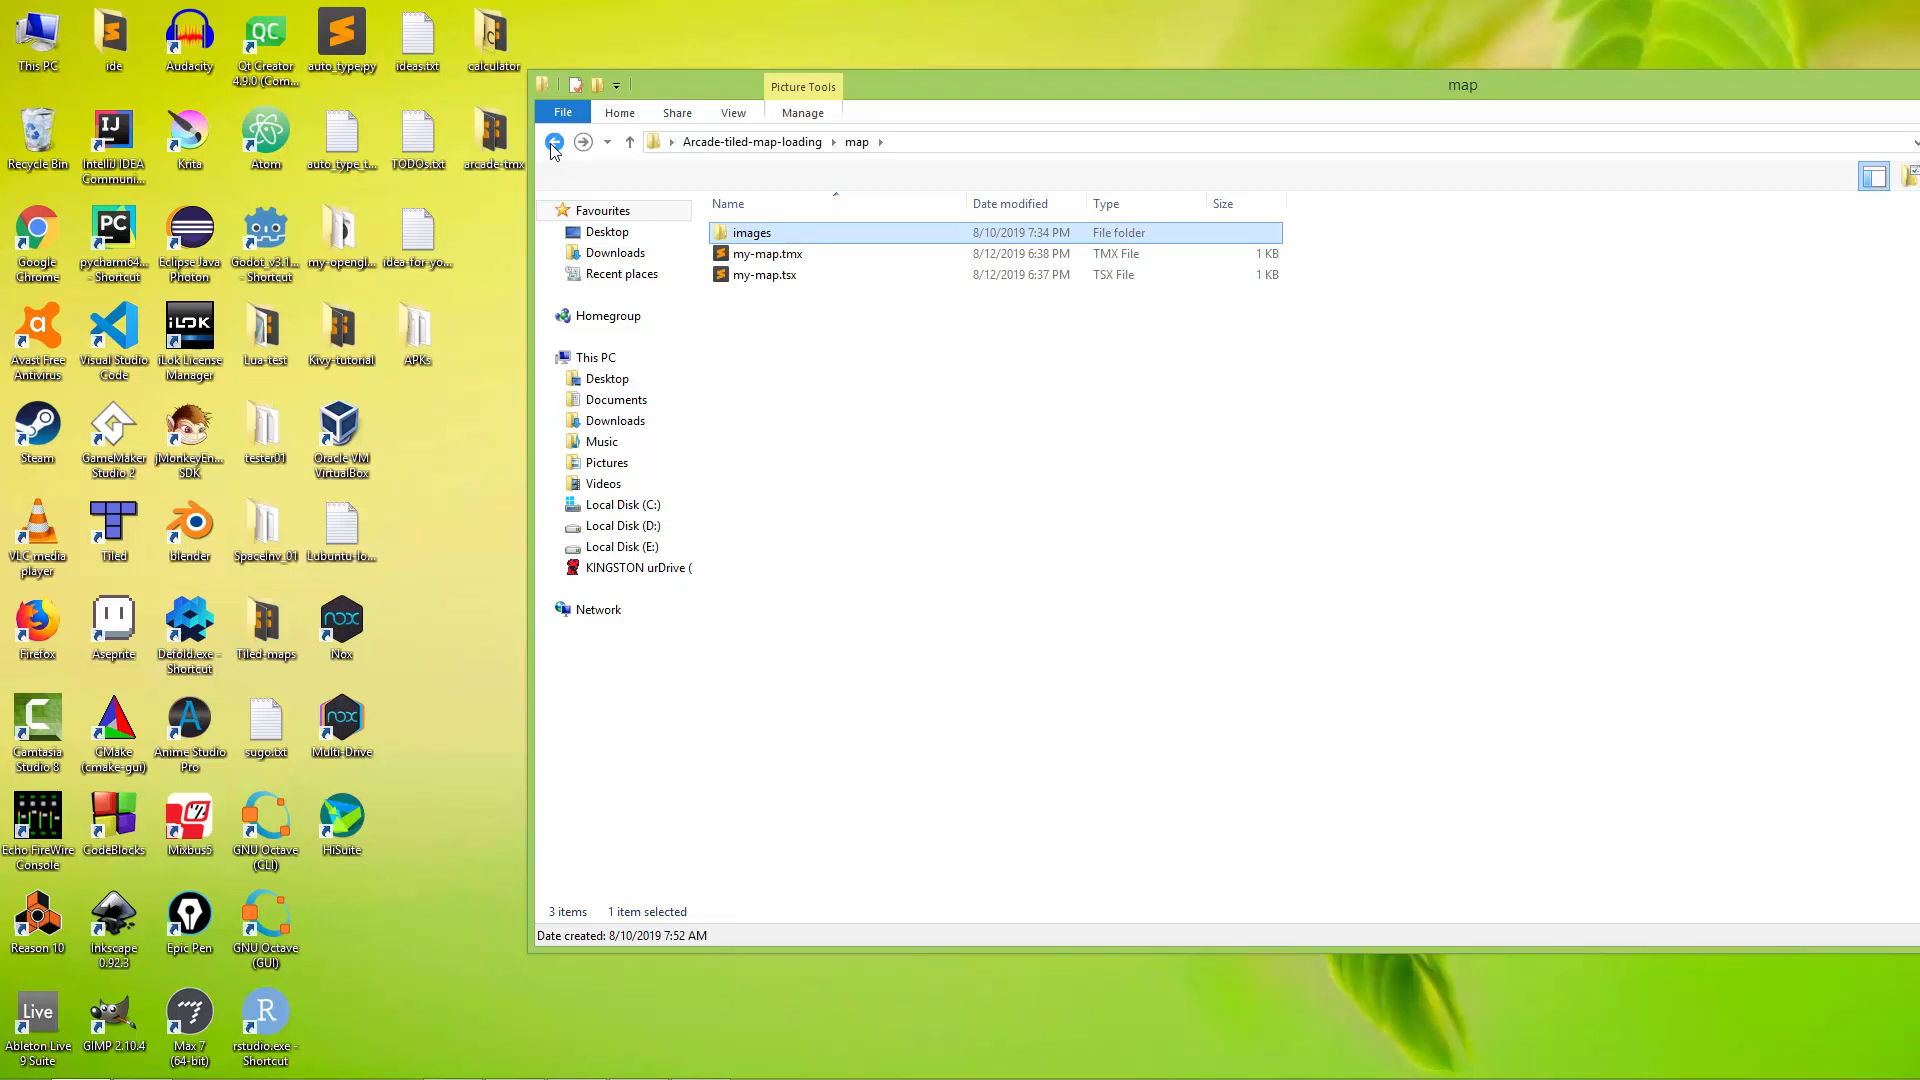 This PC
ide
Audacity
Qt Creator
4.9.0 (Com...
auto_type.py
ideas.txt
calculator
Recycle Bin
IntelliJ IDEA
Communi...
Krita
Atom
auto_type_t...
TODOs.txt
arcade-tmx
Google
Chrome
pycharm64...
- Shortcut
Eclipse Java
Photon
Godot_v3.1...
- Shortcut
my-opengl...
idea-for-yo...
Avast Free
Antivirus
Visual Studio
Code
iLok License
Manager
Lua-test
Kivy-tutorial
APKs
Steam
GameMaker
Studio 2
jMonkeyEn...
SDK
tester01
Oracle VM
VirtualBox
VLC media
player
Tiled
blender
SpaceInv_01
Lubuntu-lo...
Firefox
Aseprite
Defold.exe -
Shortcut
Tiled-maps
Nox
Camtasia
Studio 8
CMake
(cmake-gui)
Anime Studio
Pro
sugo.txt
Multi-Drive
Echo FireWire
Console
CodeBlocks
Mixbus5
GNU Octave
(CLI)
HiSuite
Reason 10
Inkscape
0.92.3
Epic Pen
GNU Octave
(GUI)
Live
Ableton Live
9 Suite
GIMP 2.10.4
Max 7
(64-bit)
rstudio.exe -
Shortcut
Picture Tools
map
File
Home
Share
View
Manage
Arcade-tiled-map-loading
map
Name
Date modified
Type
Size
images
8/10/2019 7:34 PM
File folder
my-map.tmx
8/12/2019 6:38 PM
TMX File
1 KB
my-map.tsx
8/12/2019 6:37 PM
TSX File
1 KB
Favourites
Desktop
Downloads
Recent places
Homegroup
This PC
Desktop
Documents
Downloads
Music
Pictures
Videos
Local Disk (C:)
Local Disk (D:)
Local Disk (E:)
KINGSTON urDrive (
Network
3 items
1 item selected
Date created: 8/10/2019 7:52 AM